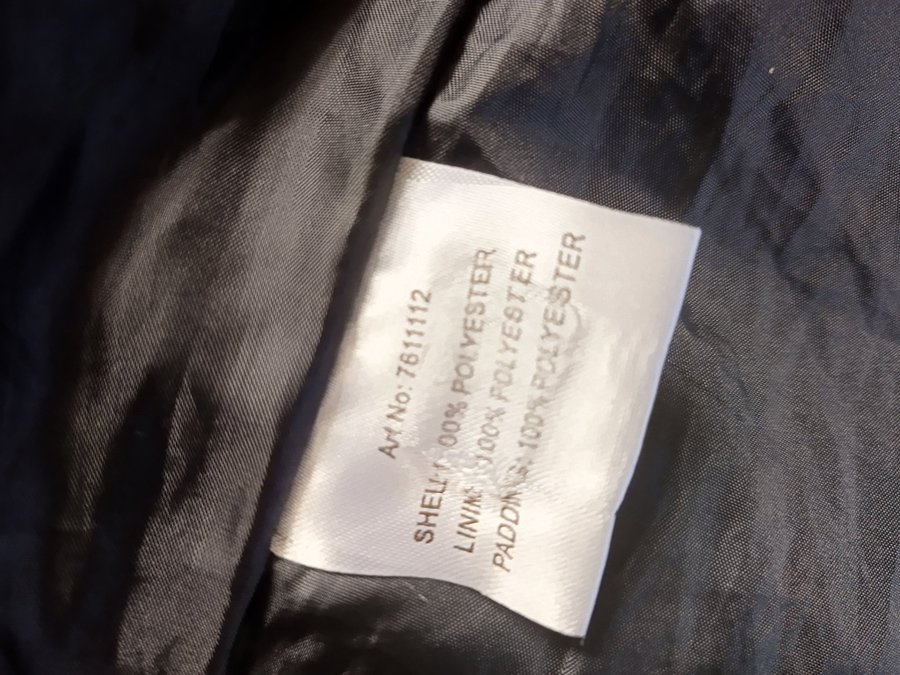 Art No: 7611112
SHELL: 100% POLYESTER
LINING: 100% POLYESTER
PADDING: 100% POLYESTER